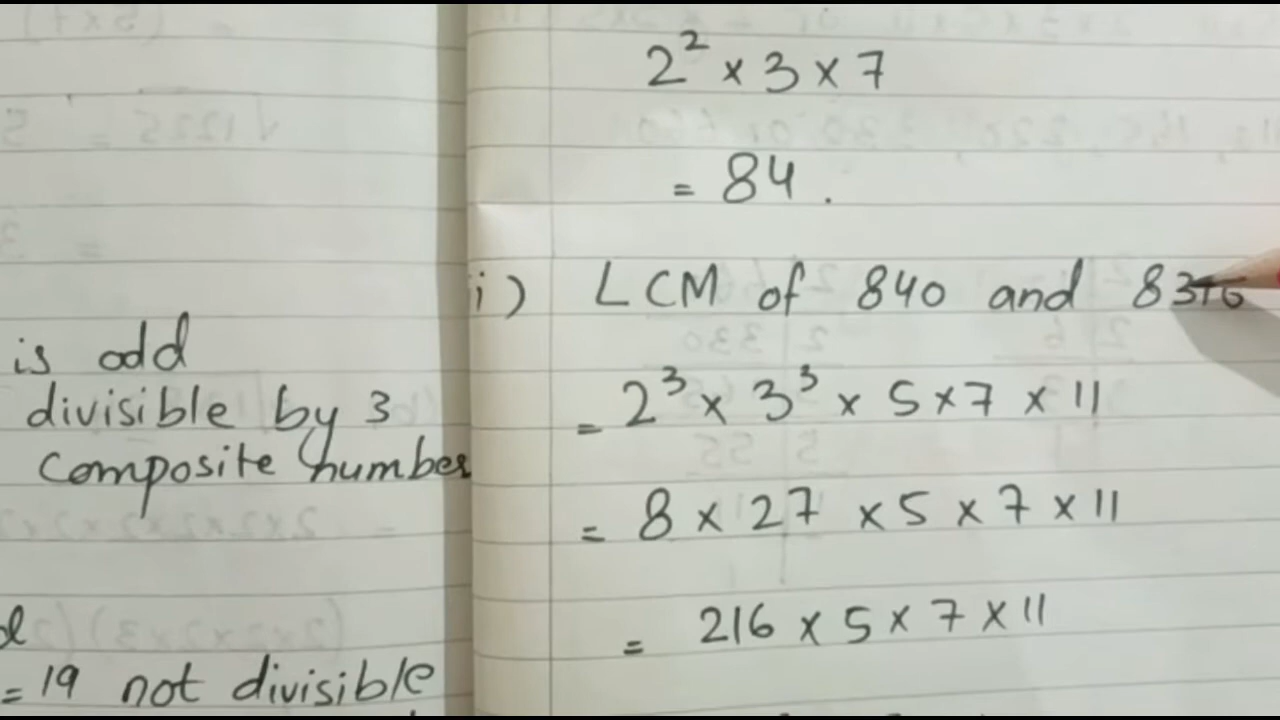 is odd
divisible by 3
composite number
= 19 not divisible
2² × 3 × 7
= 84 .
i) LCM of 840 and 8316
= 2³ × 3³ × 5 × 7 × 11
= 8 × 27 × 5 × 7 × 11
= 216 × 5 × 7 × 11